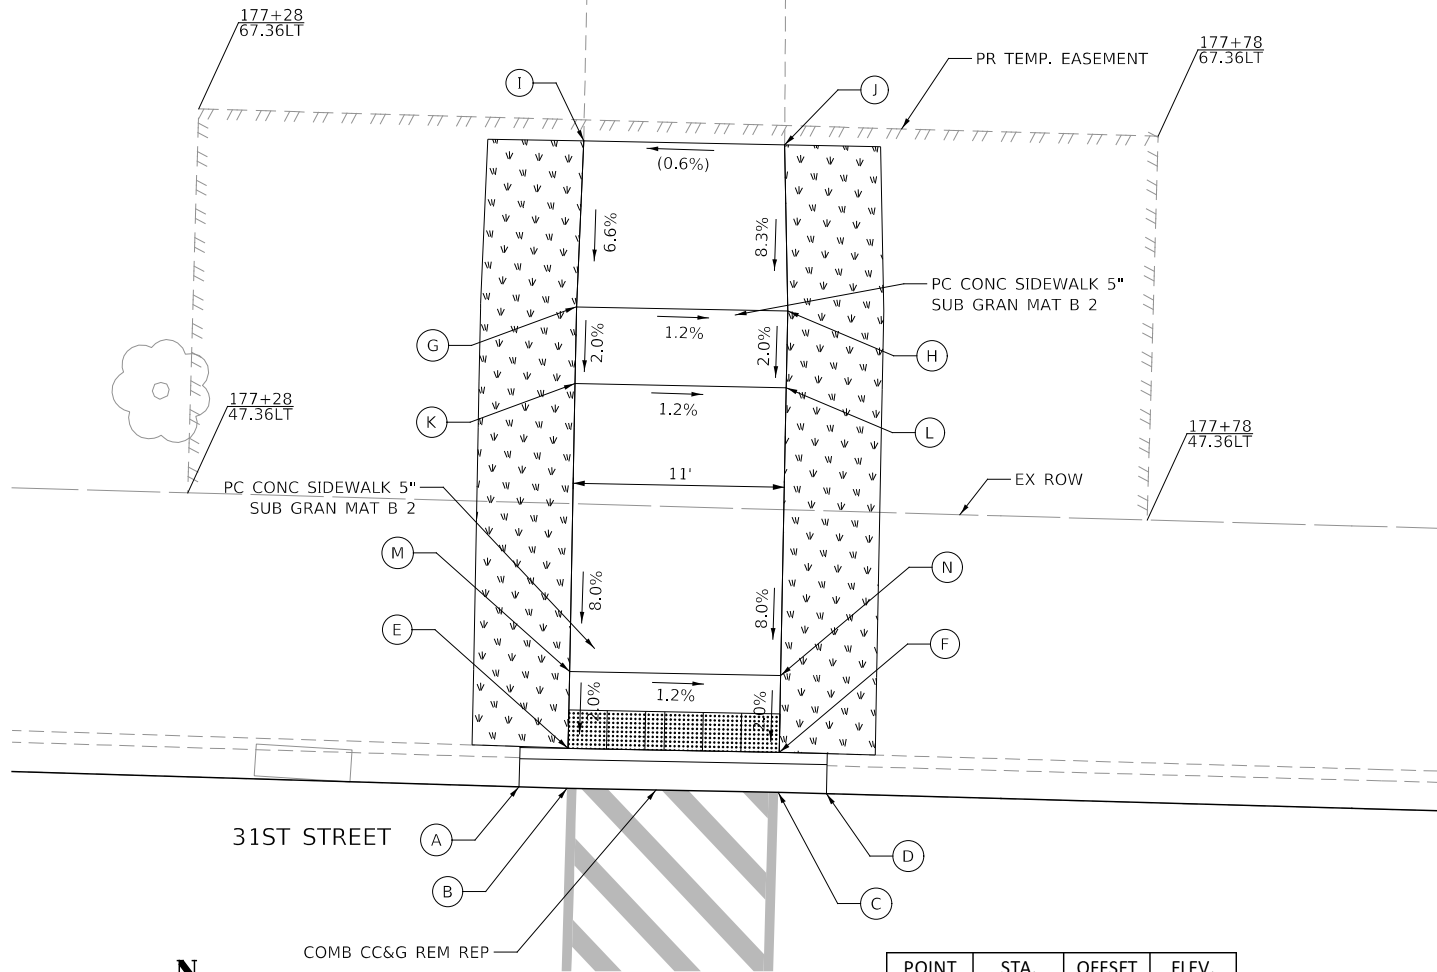 177+28
67.36LT
177+78
67.36LT
PR TEMP. EASEMENT
I
J
(0.6%)
6.6%
8.3%
PC CONC SIDEWALK 5"
SUB GRAN MAT B 2
G
1.2%
2.0%
2.0%
H
177+28
47.36LT
K
1.2%
L
177+78
47.36LT
PC CONC SIDEWALK 5"
SUB GRAN MAT B 2
11'
EX ROW
M
N
8.0%
8.0%
E
F
1.2%
2.0%
2.0%
31ST STREET
A
D
B
C
COMB CC&G REM REP
N
POINT STA. OFFSET ELEV.